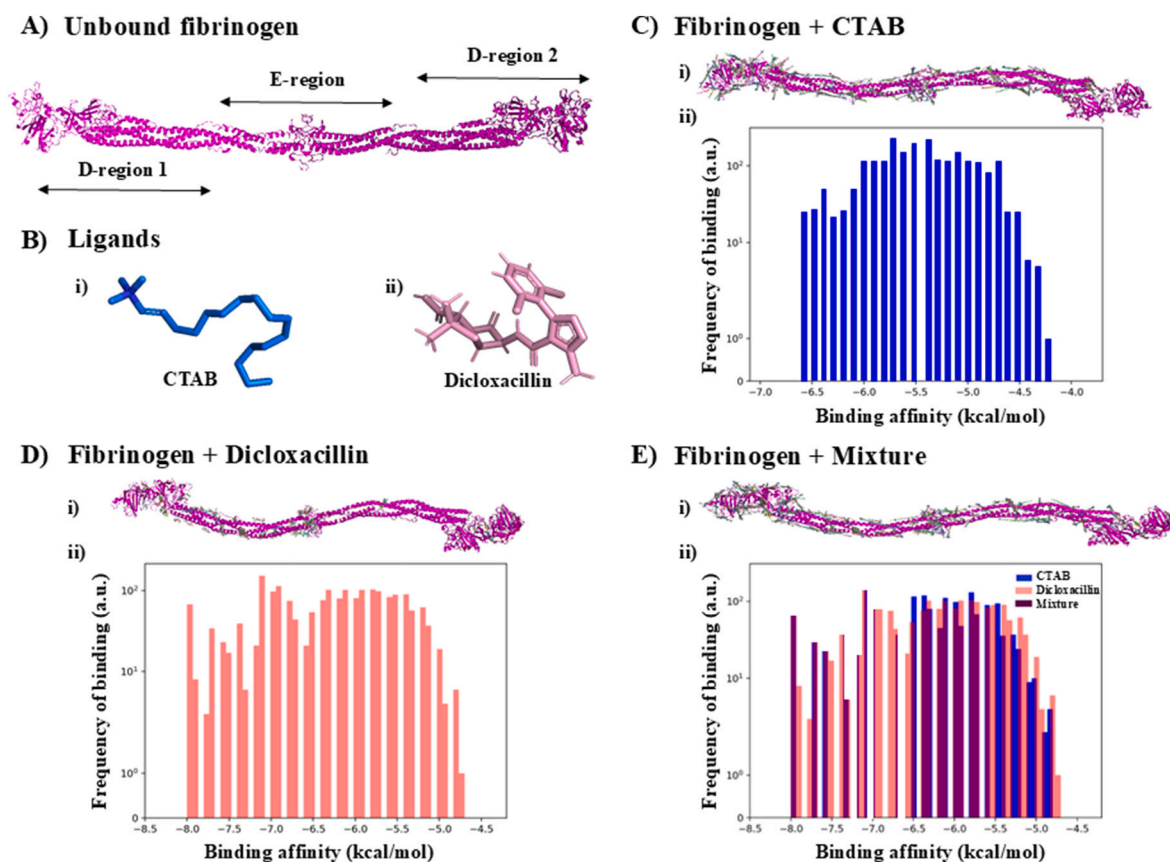 A) Unbound fibrinogen
D-region 2
E-region
D-region 1
B) Ligands
i)
CTAB
ii)
Dicloxacillin
C) Fibrinogen + CTAB
i)
ii)
Frequency of binding (a.u.)
10²
10¹
10⁰
0
−7.0 −6.5 −6.0 −5.5 −5.0 −4.5 −4.0
Binding affinity (kcal/mol)
D) Fibrinogen + Dicloxacillin
i)
ii)
Frequency of binding (a.u.)
10²
10¹
10⁰
0
−8.5 −8.0 −7.5 −7.0 −6.5 −6.0 −5.5 −5.0 −4.5
Binding affinity (kcal/mol)
E) Fibrinogen + Mixture
i)
ii)
CTAB
Dicloxacillin
Mixture
Frequency of binding (a.u.)
10²
10¹
10⁰
0
−8.5 −8.0 −7.5 −7.0 −6.5 −6.0 −5.5 −5.0 −4.5
Binding affinity (kcal/mol)